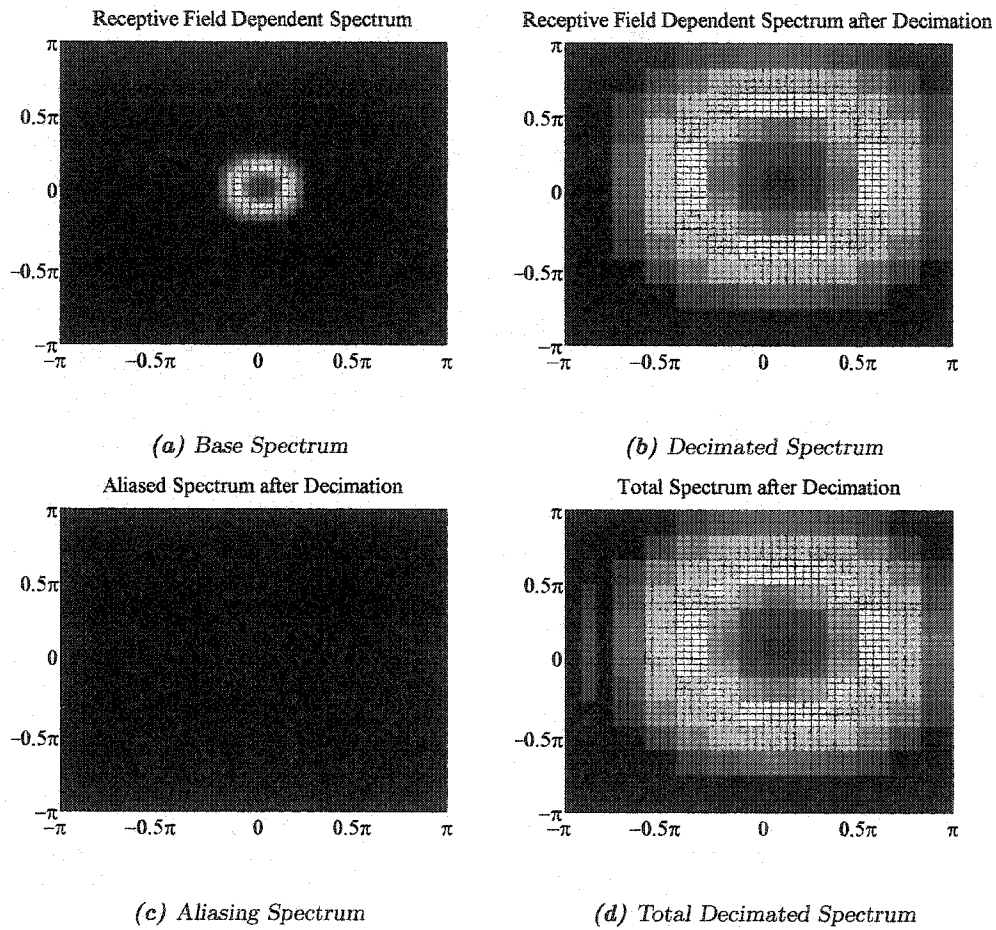 Receptive Field Dependent Spectrum
π
0.5π
0
−0.5π
−π
−π −0.5π 0 0.5π π
(a) Base Spectrum
Receptive Field Dependent Spectrum after Decimation
π
0.5π
0
−0.5π
−π
−π −0.5π 0 0.5π π
(b) Decimated Spectrum
Aliased Spectrum after Decimation
π
0.5π
0
−0.5π
−π
−π −0.5π 0 0.5π π
(c) Aliasing Spectrum
Total Spectrum after Decimation
π
0.5π
0
−0.5π
−π
−π −0.5π 0 0.5π π
(d) Total Decimated Spectrum